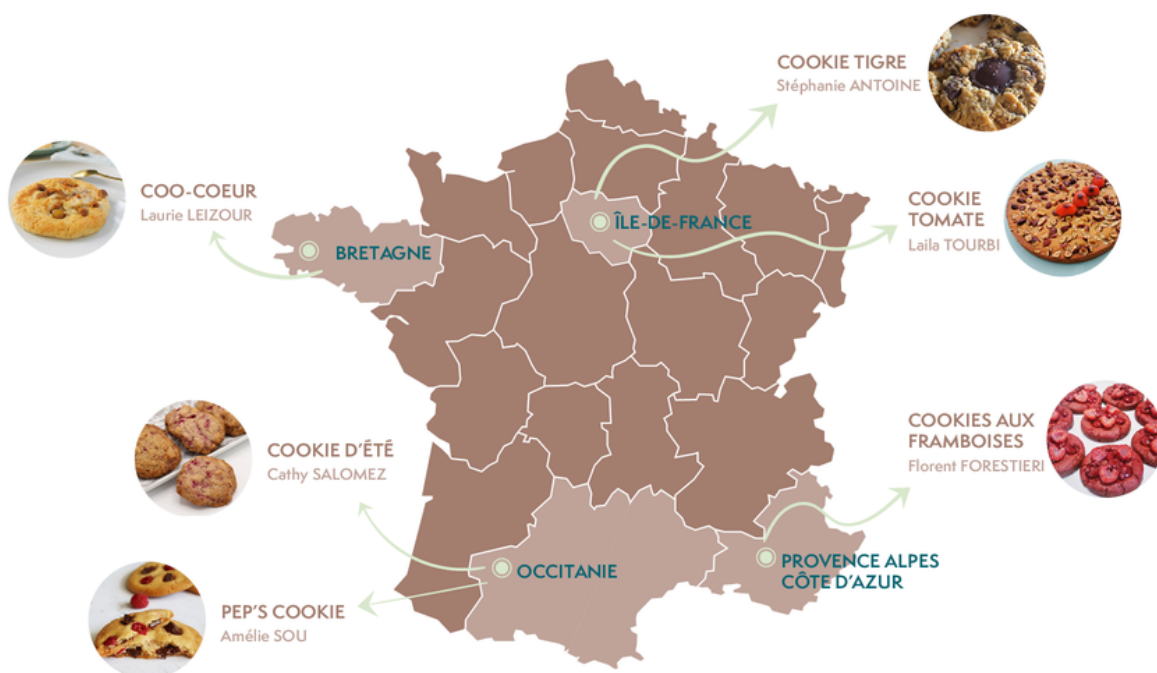 COOKIE TIGRE
Stéphanie ANTOINE
COO-COEUR
Laurie LEIZOUR
COOKIE
TOMATE
Laila TOURBI
ÎLE-DE-FRANCE
BRETAGNE
COOKIE D'ÉTÉ
Cathy SALOMEZ
COOKIES AUX
FRAMBOISES
Florent FORESTIERI
OCCITANIE
PROVENCE ALPES
CÔTE D'AZUR
PEP'S COOKIE
Amélie SOU